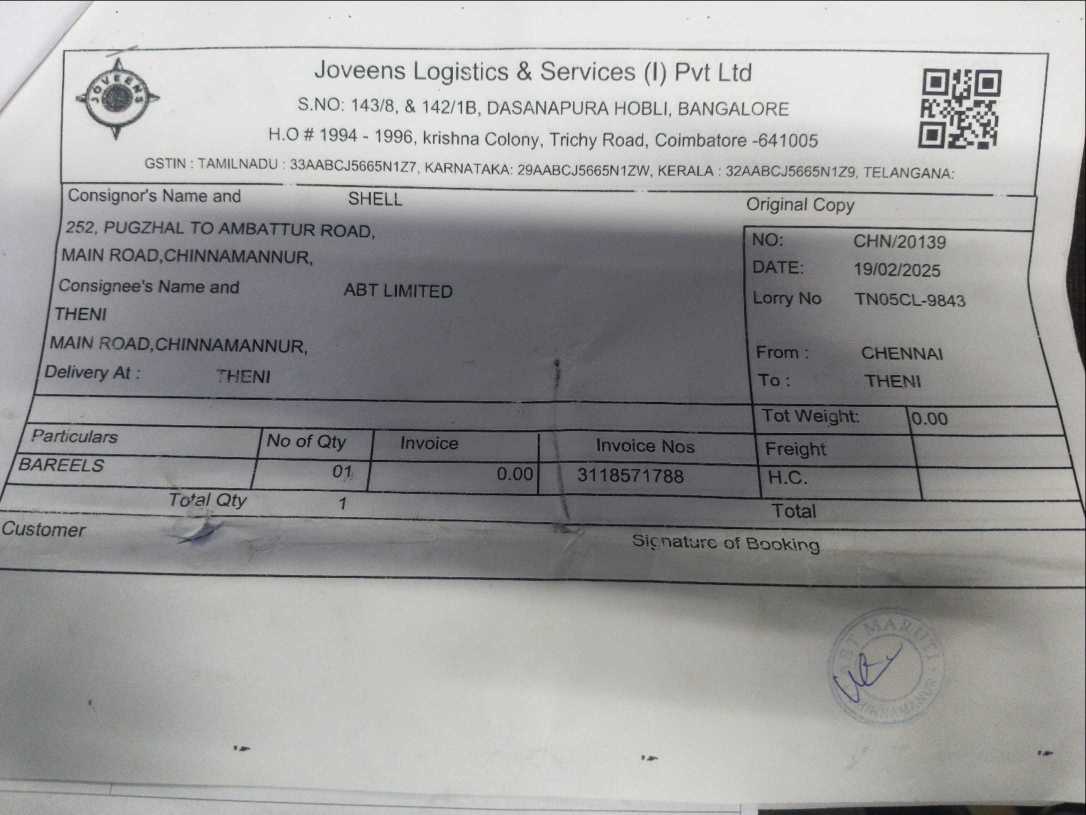 JOVEENS
Joveens Logistics & Services (I) Pvt Ltd
S.NO: 143/8, & 142/1B, DASANAPURA HOBLI, BANGALORE
H.O # 1994 - 1996, krishna Colony, Trichy Road, Coimbatore -641005
GSTIN : TAMILNADU : 33AABCJ5665N1Z7, KARNATAKA: 29AABCJ5665N1ZW, KERALA : 32AABCJ5665N1Z9, TELANGANA:
Consignor's Name and SHELL
252, PUGZHAL TO AMBATTUR ROAD,
MAIN ROAD,CHINNAMANNUR,
Consignee's Name and ABT LIMITED
THENI
MAIN ROAD,CHINNAMANNUR,
Delivery At : THENI
Original Copy
NO: CHN/20139
DATE: 19/02/2025
Lorry No TN05CL-9843
From : CHENNAI
To : THENI
Tot Weight: 0.00
Particulars No of Qty Invoice Invoice Nos Freight
BAREELS 01 0.00 3118571788 H.C.
Total Qty 1 Total
Customer Signature of Booking
ABT MARUTI